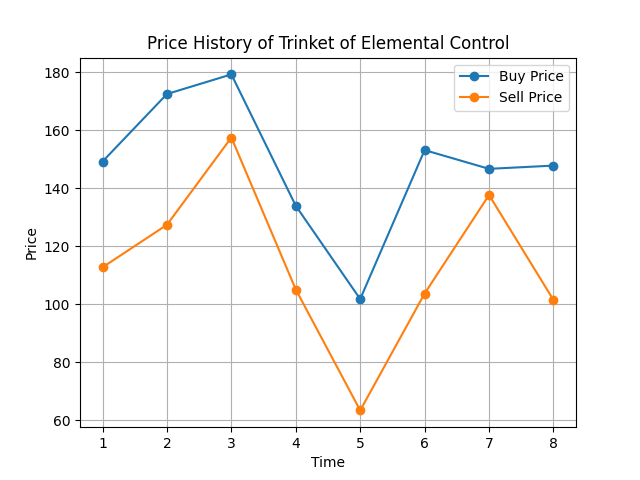 Price History of Trinket of Elemental Control
Buy Price
Sell Price
Price
180
160
140
120
100
80
60
1 2 3 4 5 6 7 8
Time